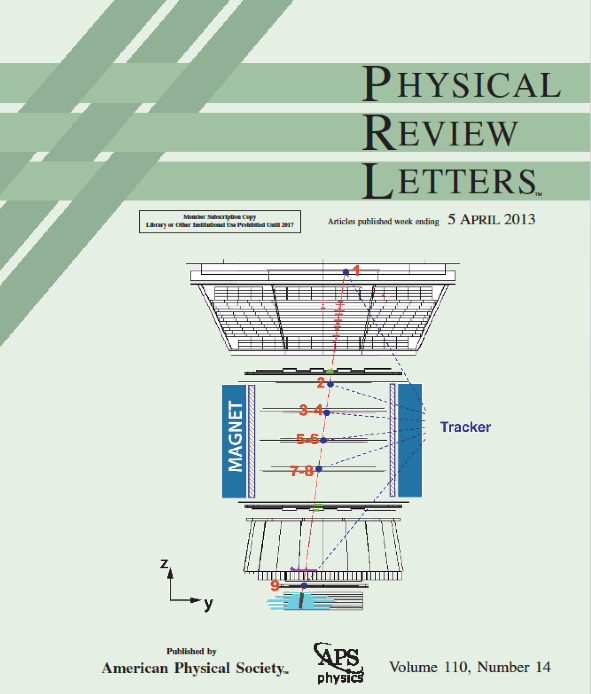 PHYSICAL
REVIEW
LETTERS™
Member Subscription Copy
Library or Other Institutional Use Prohibited Until 2017
Articles published week ending 5 APRIL 2013
1
2
3-4
5-6
7-8
MAGNET
Tracker
z
y
9
Published by
American Physical Society™
APS
physics
Volume 110, Number 14